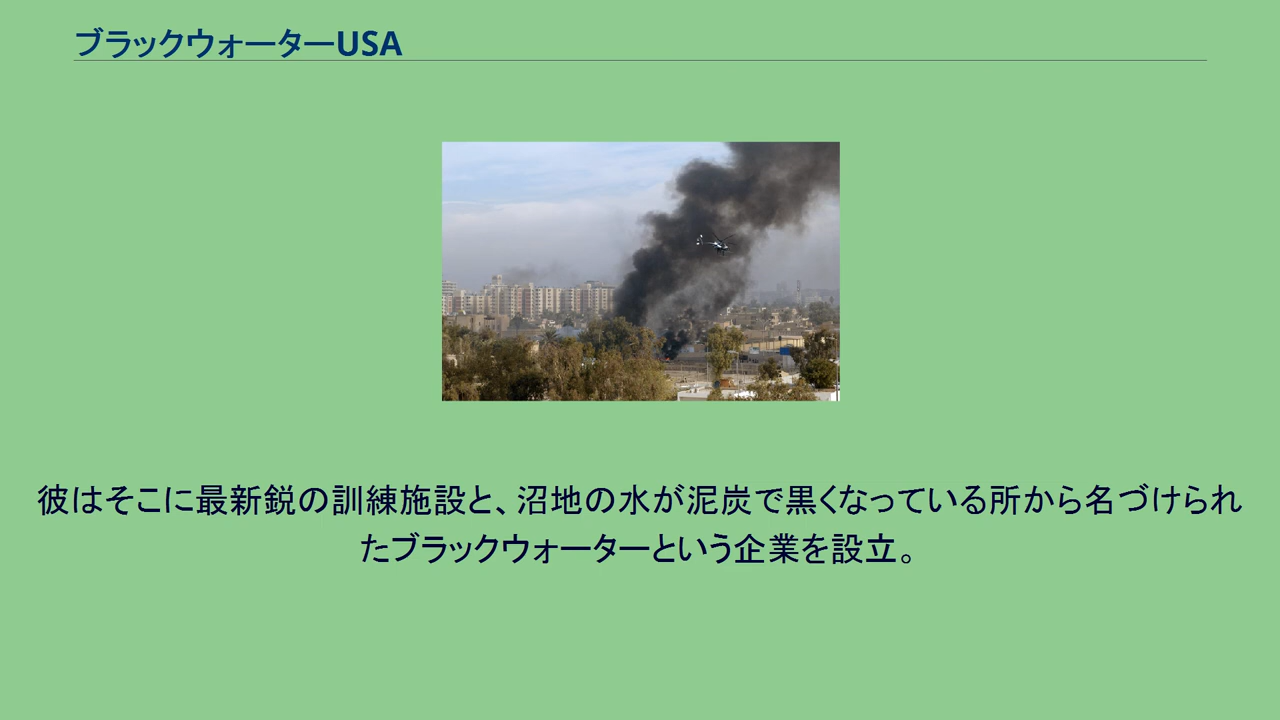 ブラックウォーターUSA
彼はそこに最新鋭の訓練施設と、沼地の水が泥炭で黒くなっている所から名づけられ
たブラックウォーターという企業を設立。